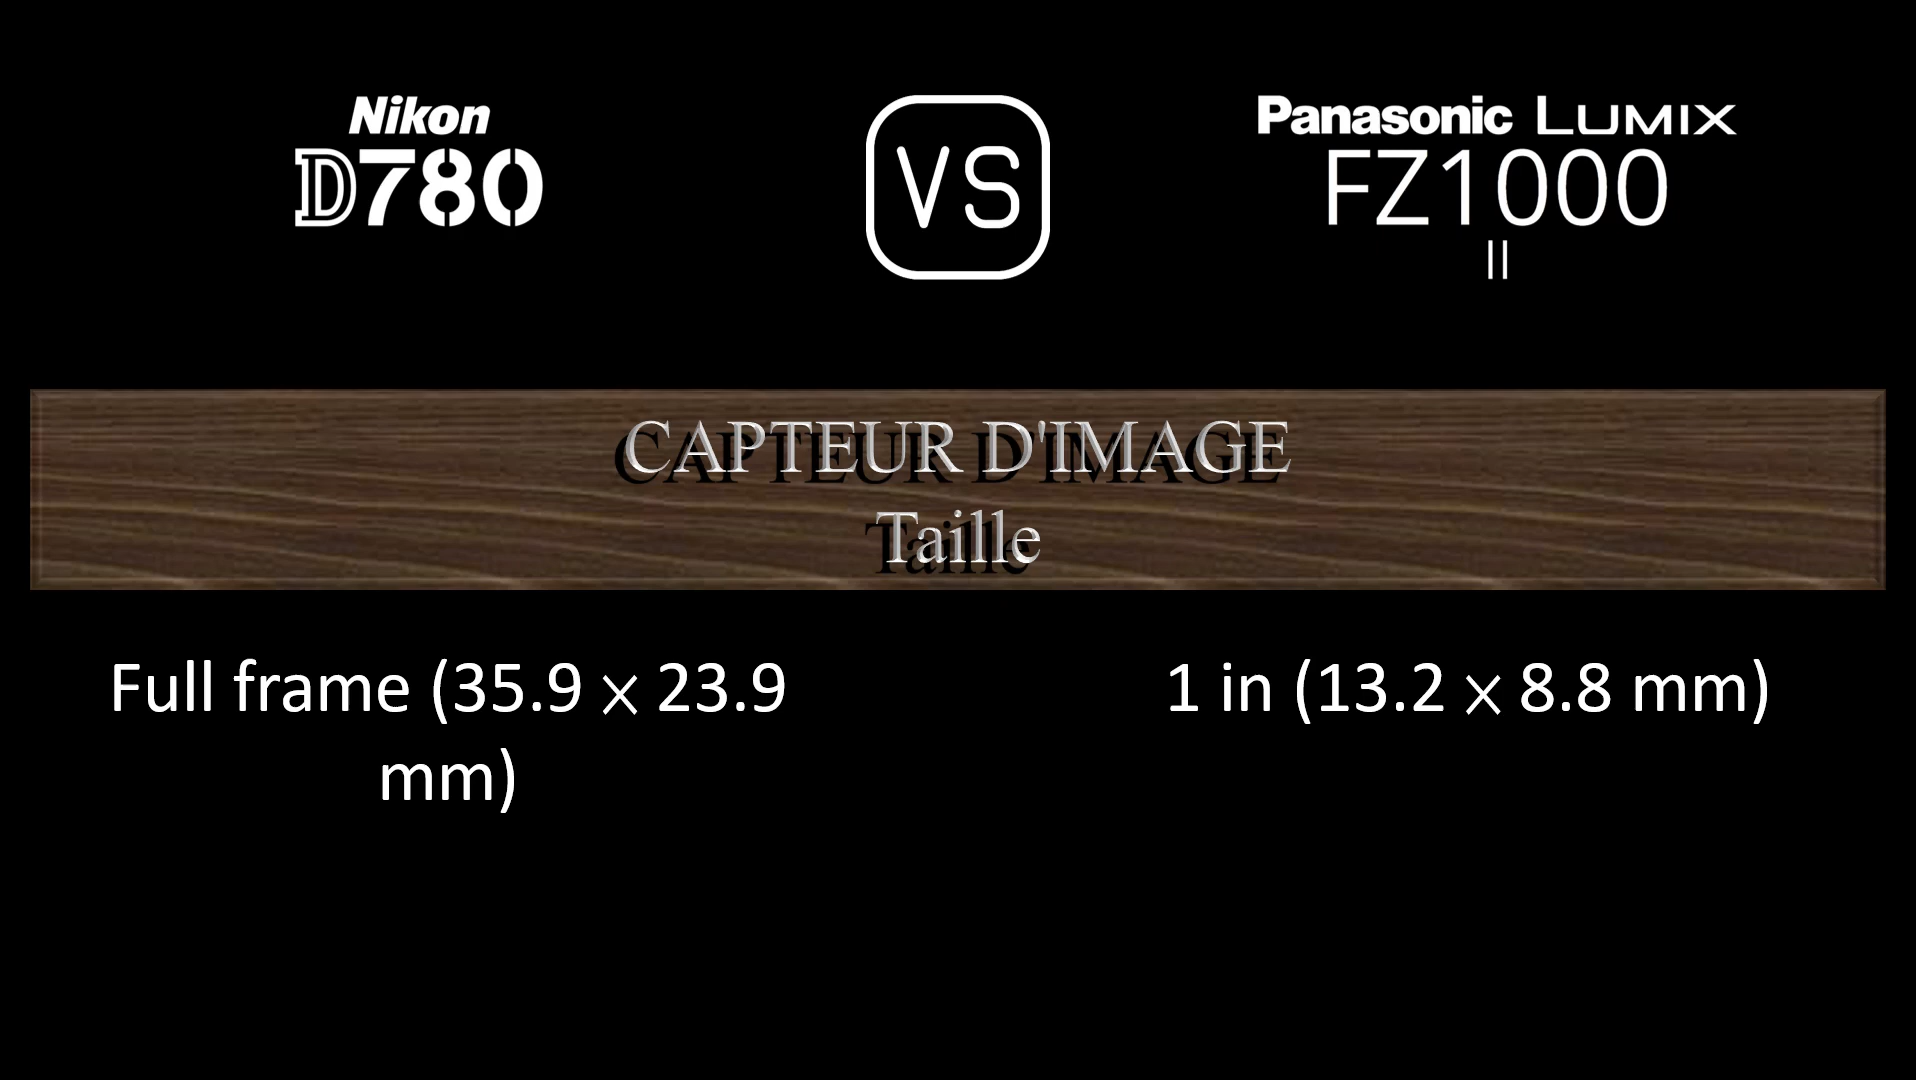 Nikon
D780
VS
Panasonic LUMIX
FZ1000
II
CAPTEUR D'IMAGE
Taille
Full frame (35.9 x 23.9
mm)
1 in (13.2 x 8.8 mm)